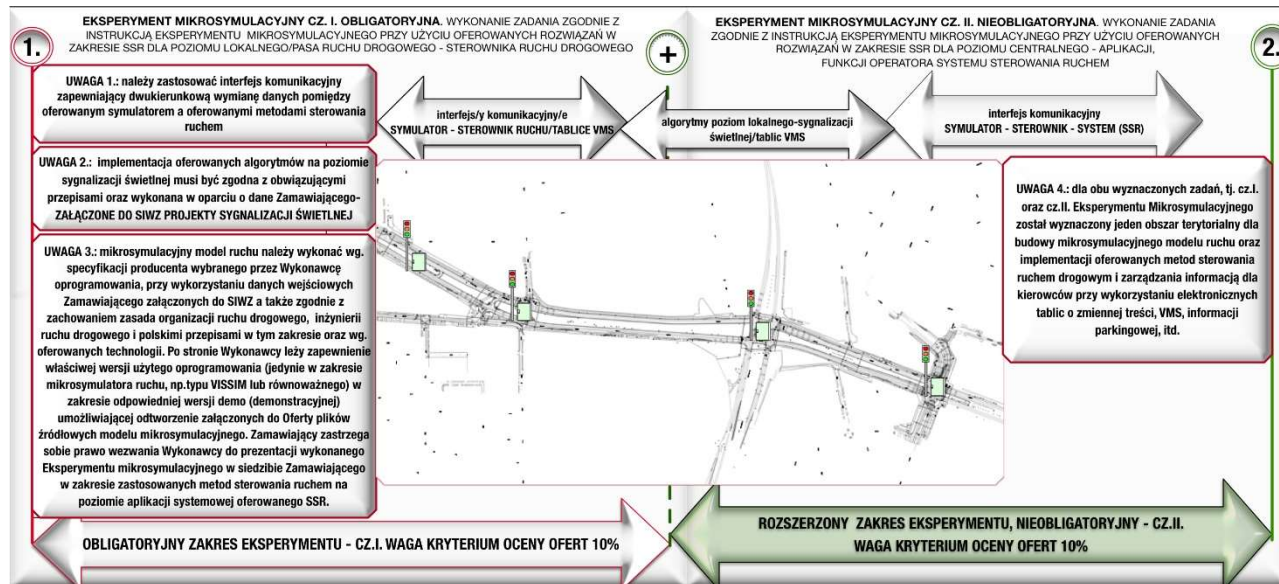 EKSPERYMENT MIKROSYMULACYJNY CZ. I. OBLIGATORYJNA. WYKONANIE ZADANIA ZGODNIE Z
INSTRUKCJĄ EKSPERYMENTU MIKROSYMULACYJNEGO PRZY UŻYCIU OFEROWANYCH ROZWIĄZAŃ W
ZAKRESIE SSR DLA POZIOMU LOKALNEGO/PASA RUCHU DROGOWEGO - STEROWNIKA RUCHU DROGOWEGO
1.
+
EKSPERYMENT MIKROSYMULACYJNY CZ. II. NIEOBLIGATORYJNA. WYKONANIE ZADANIA
ZGODNIE Z INSTRUKCJĄ EKSPERYMENTU MIKROSYMULACYJNEGO PRZY UŻYCIU OFEROWANYCH
ROZWIĄZAŃ W ZAKRESIE SSR DLA POZIOMU CENTRALNEGO - APLIKACJI,
FUNKCJI OPERATORA SYSTEMU STEROWANIA RUCHEM
2.
UWAGA 1.: należy zastosować interfejs komunikacyjny
zapewniający dwukierunkową wymianę danych pomiędzy
oferowanym symulatorem a oferowanymi metodami sterowania
ruchem
interfejs/y komunikacyjny/e
SYMULATOR - STEROWNIK RUCHU/TABLICE VMS
algorytmy poziom lokalnego-sygnalizacji
świetlnej/tablic VMS
interfejs komunikacyjny
SYMULATOR - STEROWNIK - SYSTEM (SSR)
UWAGA 2.: implementacja oferowanych algorytmów na poziomie
sygnalizacji świetlnej musi być zgodna z obwiązującymi
przepisami oraz wykonana w oparciu o dane Zamawiającego-
ZAŁĄCZONE DO SIWZ PROJEKTY SYGNALIZACJI ŚWIETLNEJ
UWAGA 3.: mikrosymulacyjny model ruchu należy wykonać wg.
specyfikacji producenta wybranego przez Wykonawcę
oprogramowania, przy wykorzystaniu danych wejściowych
Zamawiającego załączonych do SIWZ a także zgodnie z
zachowaniem zasada organizacji ruchu drogowego, inżynierii
ruchu drogowego i polskimi przepisami w tym zakresie oraz wg.
oferowanych technologii. Po stronie Wykonawcy leży zapewnienie
właściwej wersji użytego oprogramowania (jedynie w zakresie
mikrosymulatora ruchu, np.typu VISSIM lub równoważnego) w
zakresie odpowiedniej wersji demo (demonstracyjnej)
umożliwiającej odtworzenie załączonych do Oferty plików
źródłowych modelu mikrosymulacyjnego. Zamawiający zastrzega
sobie prawo wezwania Wykonawcy do prezentacji wykonanego
Eksperymentu mikrosymulacyjnego w siedzibie Zamawiającego
w zakresie zastosowanych metod sterowania ruchem na
poziomie aplikacji systemowej oferowanego SSR.
UWAGA 4.: dla obu wyznaczonych zadań, tj. cz.I.
oraz cz.II. Eksperymentu Mikrosymulacyjnego
został wyznaczony jeden obszar terytorialny dla
budowy mikrosymulacyjnego modelu ruchu oraz
implementacji oferowanych metod sterowania
ruchem drogowym i zarządzania informacją dla
kierowców przy wykorzystaniu elektronicznych
tablic o zmiennej treści, VMS, informacji
parkingowej, itd.
OBLIGATORYJNY ZAKRES EKSPERYMENTU - CZ.I. WAGA KRYTERIUM OCENY OFERT 10%
ROZSZERZONY ZAKRES EKSPERYMENTU, NIEOBLIGATORYJNY - CZ.II.
WAGA KRYTERIUM OCENY OFERT 10%